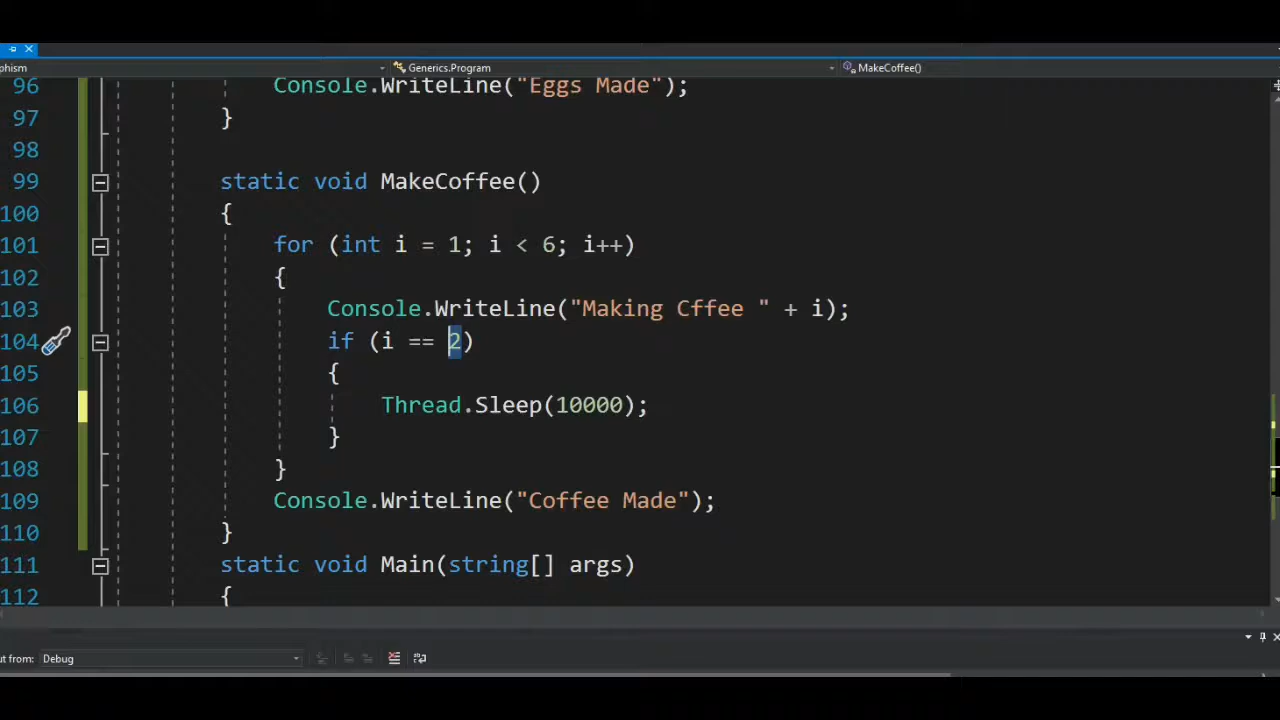 phism Generics.Program MakeCoffee()
96 Console.WriteLine("Eggs Made");
97 }
98
99 static void MakeCoffee()
100 {
101 for (int i = 1; i < 6; i++)
102 {
103 Console.WriteLine("Making Cffee " + i);
104 if (i == 2)
105 {
106 Thread.Sleep(10000);
107 }
108 }
109 Console.WriteLine("Coffee Made");
110 }
111 static void Main(string[] args)
112 {
ut from: Debug